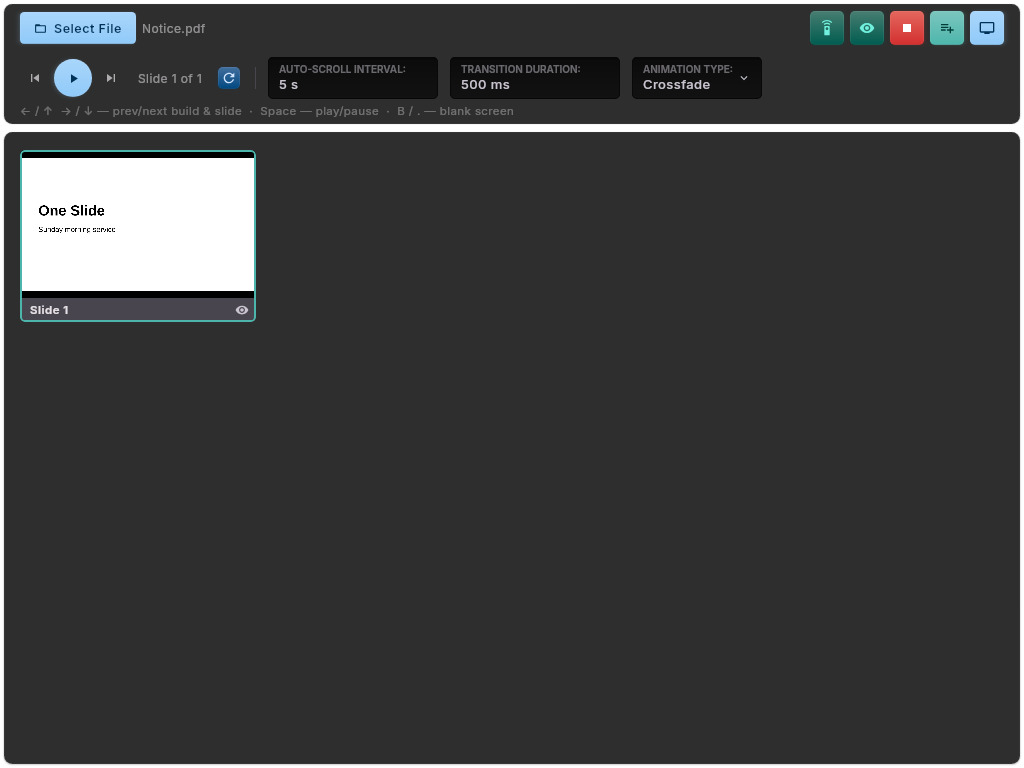 Select File
Notice.pdf
Slide 1 of 1
AUTO-SCROLL INTERVAL:
5 s
TRANSITION DURATION:
500 ms
ANIMATION TYPE:
Crossfade
← / ↑ → / ↓ — prev/next build & slide · Space — play/pause · B / . — blank screen
One Slide
Sunday morning service
Slide 1